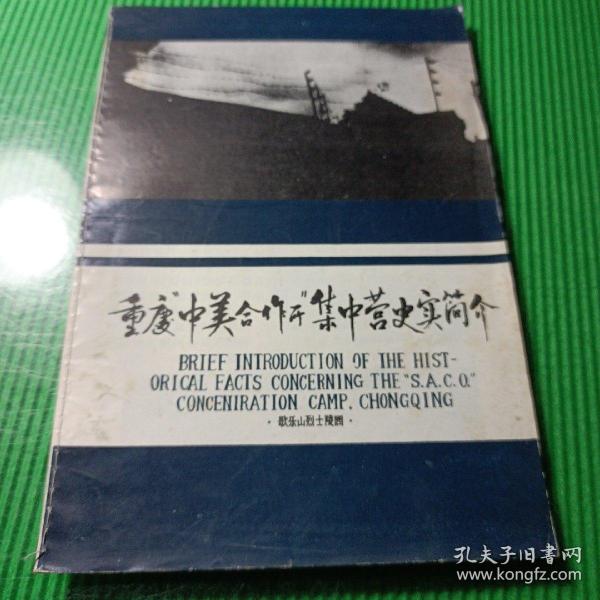 重庆"中美合作所"集中营史实简介
BRIEF INTRODUCTION OF THE HIST-
ORICAL FACTS CONCERNING THE "S.A.C.O."
CONCENIRATION CAMP, CHONGQING
·歌乐山烈士陵园·
孔夫子旧书网
www.kongfz.com